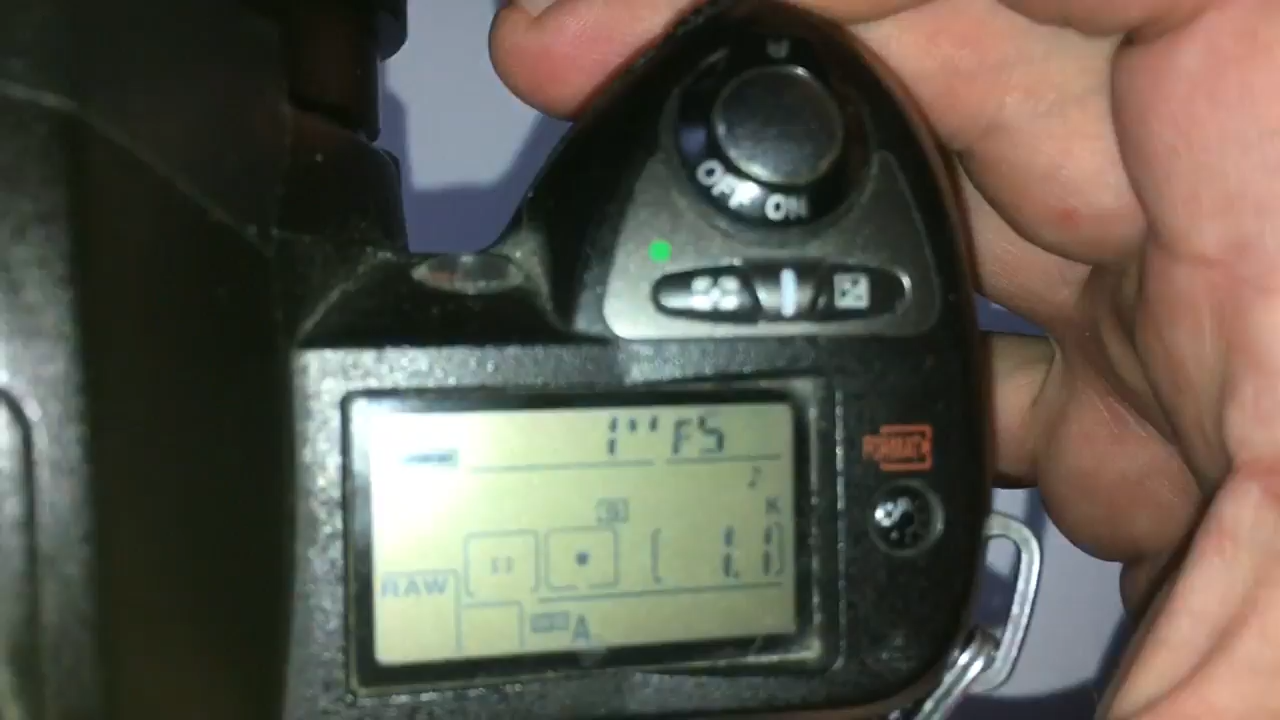 OFF ON
FORMAT
1" F5
K
[ 1.1]
RAW
A